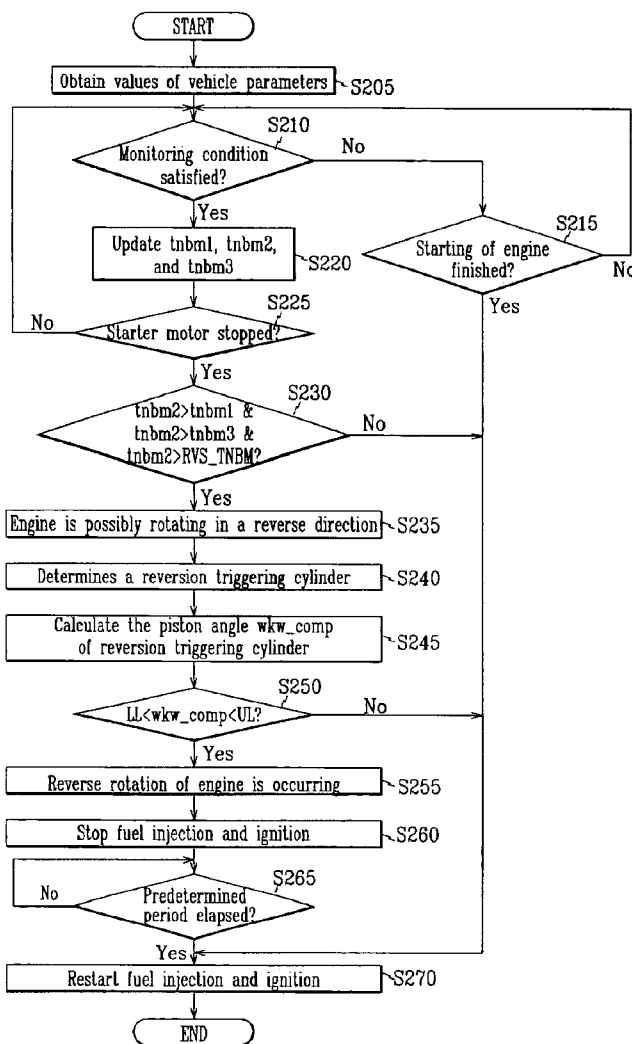 START
Obtain values of vehicle parameters
S205
S210
Monitoring condition
satisfied?
No
Yes
Update tnbm1, tnbm2,
and tnbm3
S220
S215
Starting of engine
finished?
No
Yes
S225
Starter motor stopped?
No
Yes
S230
tnbm2>tnbm1 &
tnbm2>tnbm3 &
tnbm2>RVS_TNBM?
No
Yes
Engine is possibly rotating in a reverse direction
S235
Determines a reversion triggering cylinder
S240
Calculate the piston angle wkw_comp
of reversion triggering cylinder
S245
S250
LL<wkw_comp<UL?
No
Yes
Reverse rotation of engine is occurring
S255
Stop fuel injection and ignition
S260
S265
Predetermined
period elapsed?
No
Yes
Restart fuel injection and ignition
S270
END